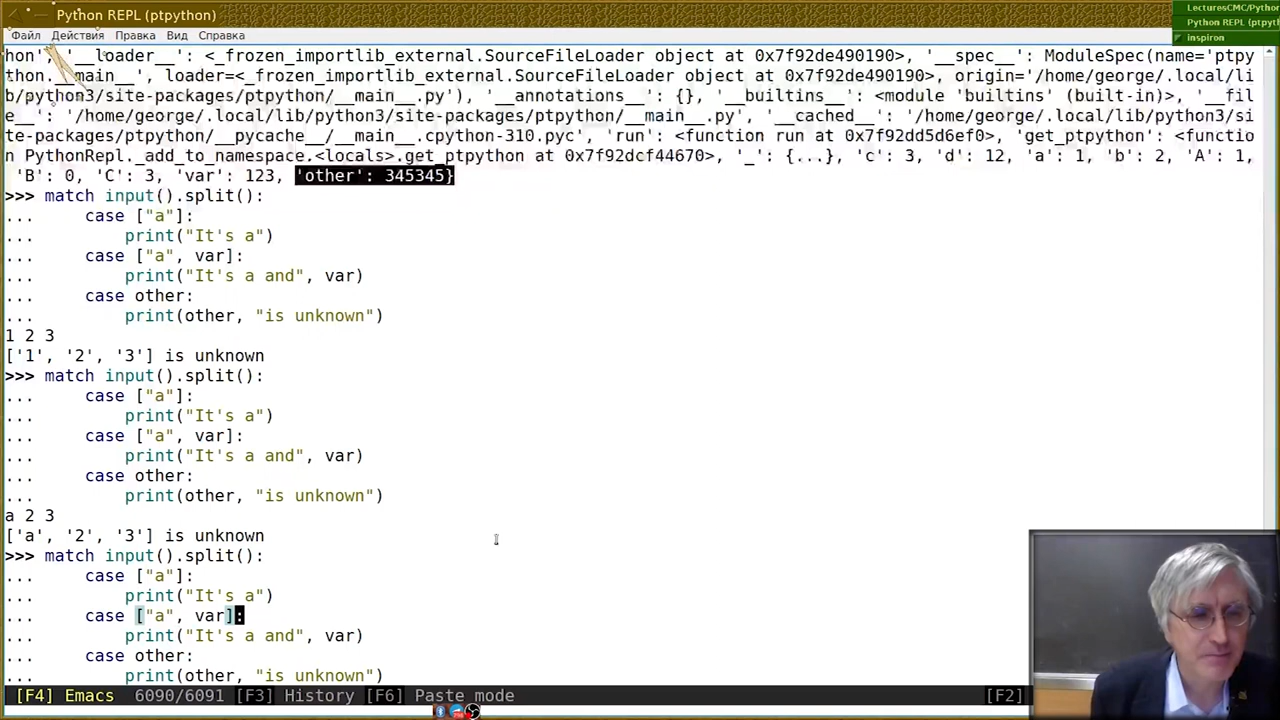 Python REPL (ptpython)
LecturesCMC/Python
Python REPL (ptpytho
inspiron
Файл Действия Правка Вид Справка
hon', '__loader__': <_frozen_importlib_external.SourceFileLoader object at 0x7f92de490190>, '__spec__': ModuleSpec(name='ptpy
thon.__main__', loader=<_frozen_importlib_external.SourceFileLoader object at 0x7f92de490190>, origin='/home/george/.local/li
b/python3/site-packages/ptpython/__main__.py'), '__annotations__': {}, '__builtins__': <module 'builtins' (built-in)>, '__fil
e__': '/home/george/.local/lib/python3/site-packages/ptpython/__main__.py', '__cached__': '/home/george/.local/lib/python3/si
te-packages/ptpython/__pycache__/__main__.cpython-310.pyc', 'run': <function run at 0x7f92dd5d6ef0>, 'get_ptpython': <functio
n PythonRepl._add_to_namespace.<locals>.get_ptpython at 0x7f92dcf44670>, '_': {...}, 'c': 3, 'd': 12, 'a': 1, 'b': 2, 'A': 1,
'B': 0, 'C': 3, 'var': 123, 'other': 345345}
>>> match input().split():
... case ["a"]:
... print("It's a")
... case ["a", var]:
... print("It's a and", var)
... case other:
... print(other, "is unknown")
1 2 3
['1', '2', '3'] is unknown
>>> match input().split():
... case ["a"]:
... print("It's a")
... case ["a", var]:
... print("It's a and", var)
... case other:
... print(other, "is unknown")
a 2 3
['a', '2', '3'] is unknown
>>> match input().split():
... case ["a"]:
... print("It's a")
... case ["a", var]:
... print("It's a and", var)
... case other:
... print(other, "is unknown")
[F4] Emacs 6090/6091 [F3] History [F6] Paste mode [F2]